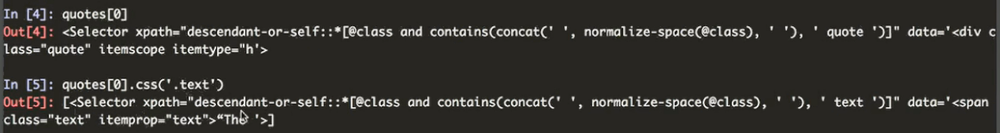 In [4]: quotes[0]
Out[4]: <Selector xpath="descendant-or-self::*[@class and contains(concat(' ', normalize-space(@class), ' '), ' quote ')]" data='<div c
lass="quote" itemscope itemtype="h'>
In [5]: quotes[0].css('.text')
Out[5]: [<Selector xpath="descendant-or-self::*[@class and contains(concat(' ', normalize-space(@class), ' '), ' text ')]" data='<span
class="text" itemprop="text">“The '>]